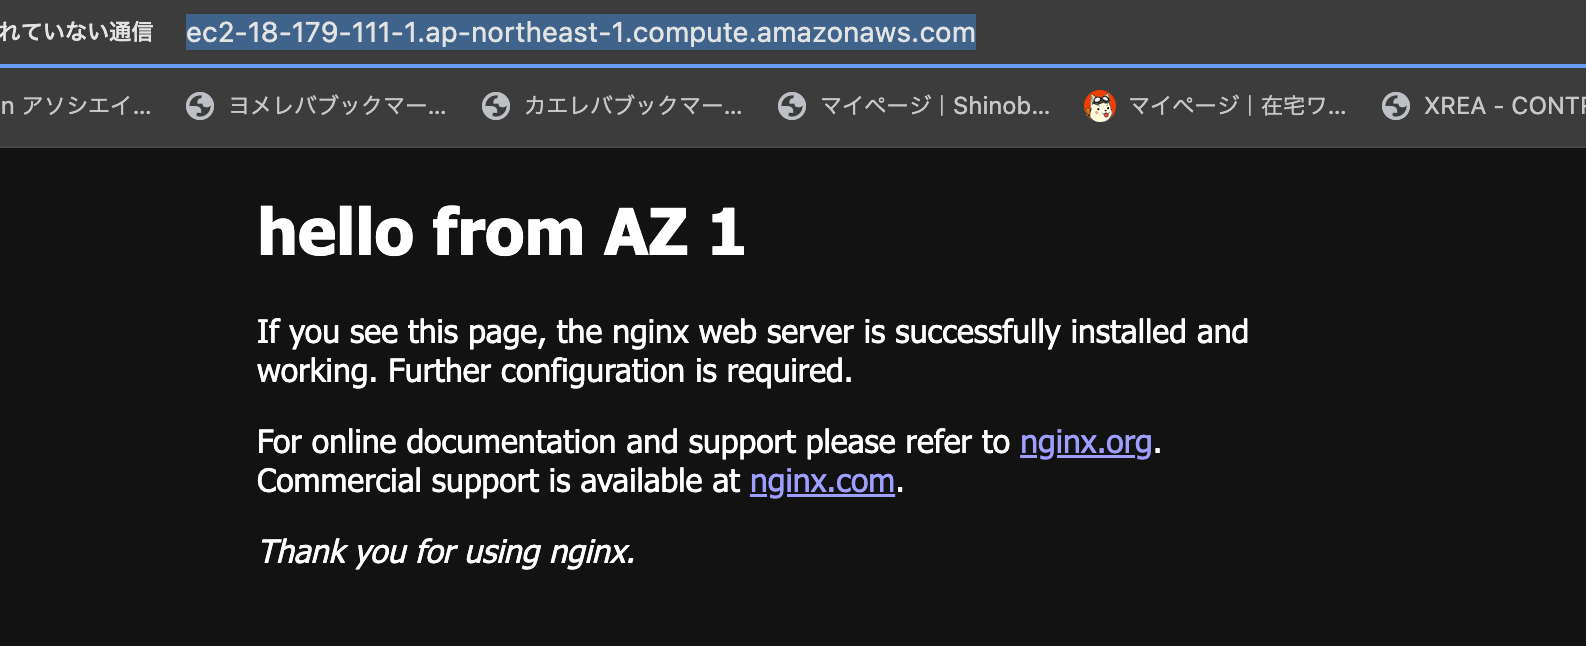 れていない通信 ec2-18-179-111-1.ap-northeast-1.compute.amazonaws.com
n アソシエイ... ヨメレバブックマー... カエレバブックマー... マイページ | Shinob... マイページ | 在宅ワ... XREA - CONTR
hello from AZ 1
If you see this page, the nginx web server is successfully installed and
working. Further configuration is required.
For online documentation and support please refer to nginx.org.
Commercial support is available at nginx.com.
Thank you for using nginx.